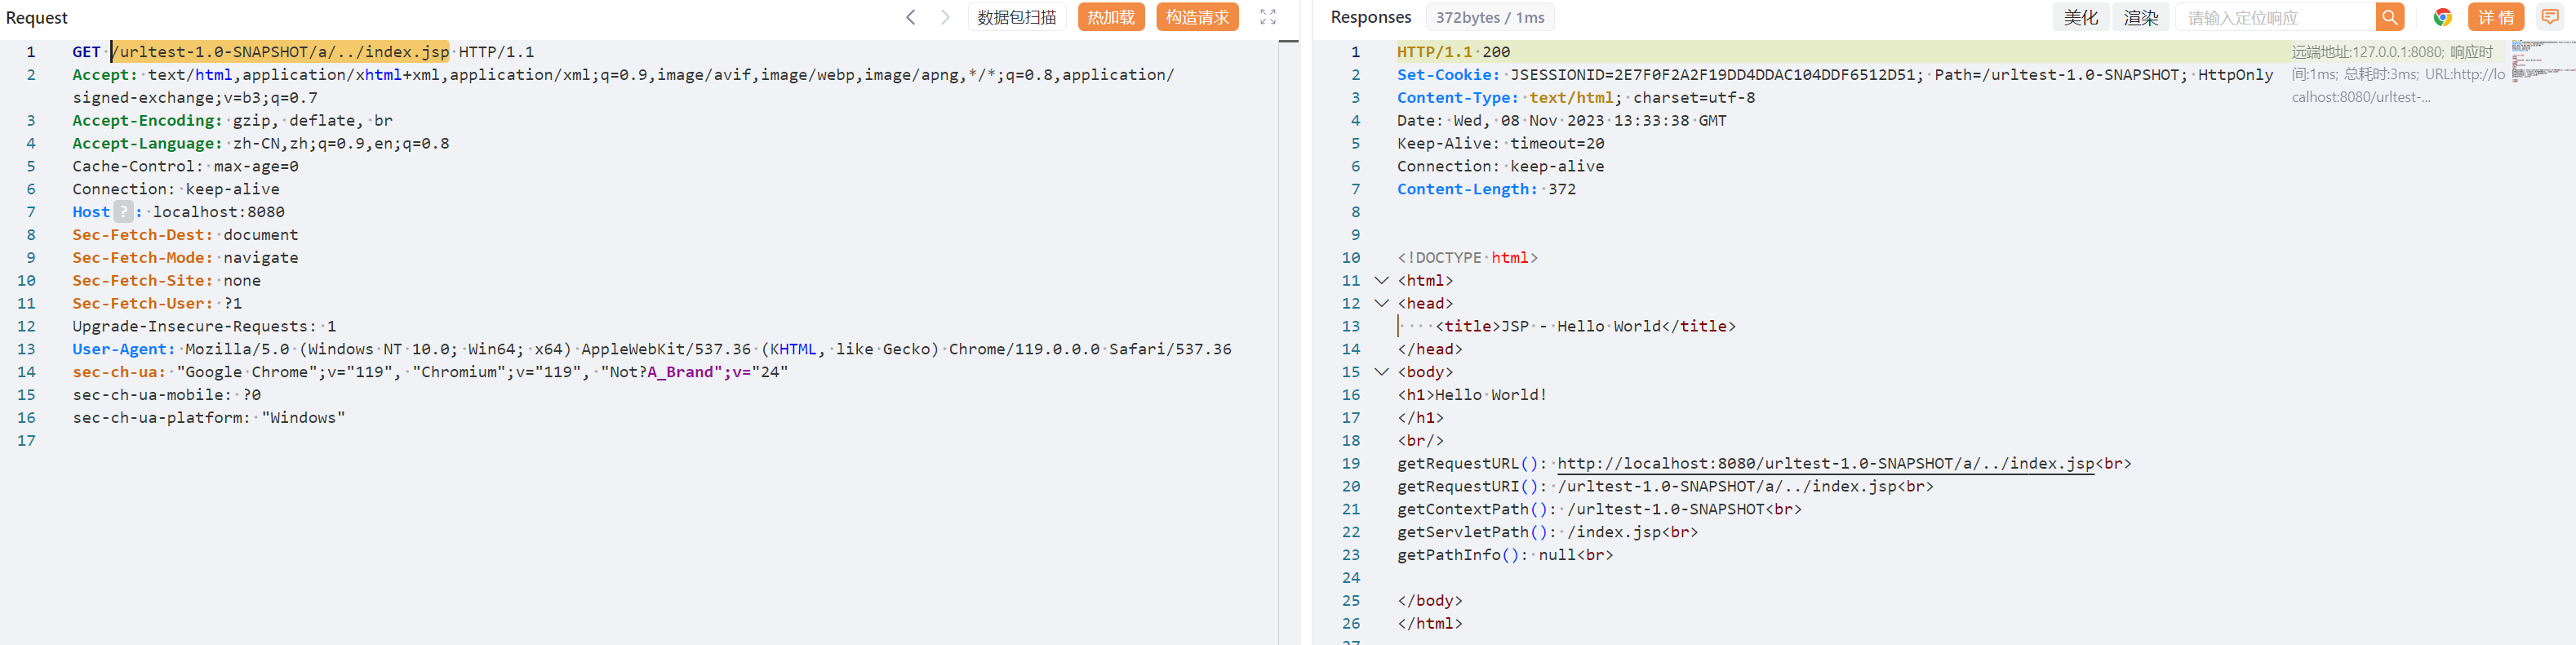 Request
数据包扫描
热加载
构造请求
1 GET /urltest-1.0-SNAPSHOT/a/../index.jsp HTTP/1.1
2 Accept: text/html,application/xhtml+xml,application/xml;q=0.9,image/avif,image/webp,image/apng,*/*;q=0.8,application/
signed-exchange;v=b3;q=0.7
3 Accept-Encoding: gzip, deflate, br
4 Accept-Language: zh-CN,zh;q=0.9,en;q=0.8
5 Cache-Control: max-age=0
6 Connection: keep-alive
7 Host ? : localhost:8080
8 Sec-Fetch-Dest: document
9 Sec-Fetch-Mode: navigate
10 Sec-Fetch-Site: none
11 Sec-Fetch-User: ?1
12 Upgrade-Insecure-Requests: 1
13 User-Agent: Mozilla/5.0 (Windows NT 10.0; Win64; x64) AppleWebKit/537.36 (KHTML, like Gecko) Chrome/119.0.0.0 Safari/537.36
14 sec-ch-ua: "Google Chrome";v="119", "Chromium";v="119", "Not?A_Brand";v="24"
15 sec-ch-ua-mobile: ?0
16 sec-ch-ua-platform: "Windows"
17
Responses
372bytes / 1ms
美化
渲染
请输入定位响应
详情
1 HTTP/1.1 200
2 Set-Cookie: JSESSIONID=2E7F0F2A2F19DD4DDAC104DDF6512D51; Path=/urltest-1.0-SNAPSHOT; HttpOnly
3 Content-Type: text/html; charset=utf-8
4 Date: Wed, 08 Nov 2023 13:33:38 GMT
5 Keep-Alive: timeout=20
6 Connection: keep-alive
7 Content-Length: 372
8
9
10 <!DOCTYPE html>
11 <html>
12 <head>
13 <title>JSP - Hello World</title>
14 </head>
15 <body>
16 <h1>Hello World!
17 </h1>
18 <br/>
19 getRequestURL(): http://localhost:8080/urltest-1.0-SNAPSHOT/a/../index.jsp<br>
20 getRequestURI(): /urltest-1.0-SNAPSHOT/a/../index.jsp<br>
21 getContextPath(): /urltest-1.0-SNAPSHOT<br>
22 getServletPath(): /index.jsp<br>
23 getPathInfo(): null<br>
24
25 </body>
26 </html>
远端地址:127.0.0.1:8080; 响应时
间:1ms; 总耗时:3ms; URL:http://lo
calhost:8080/urltest-...